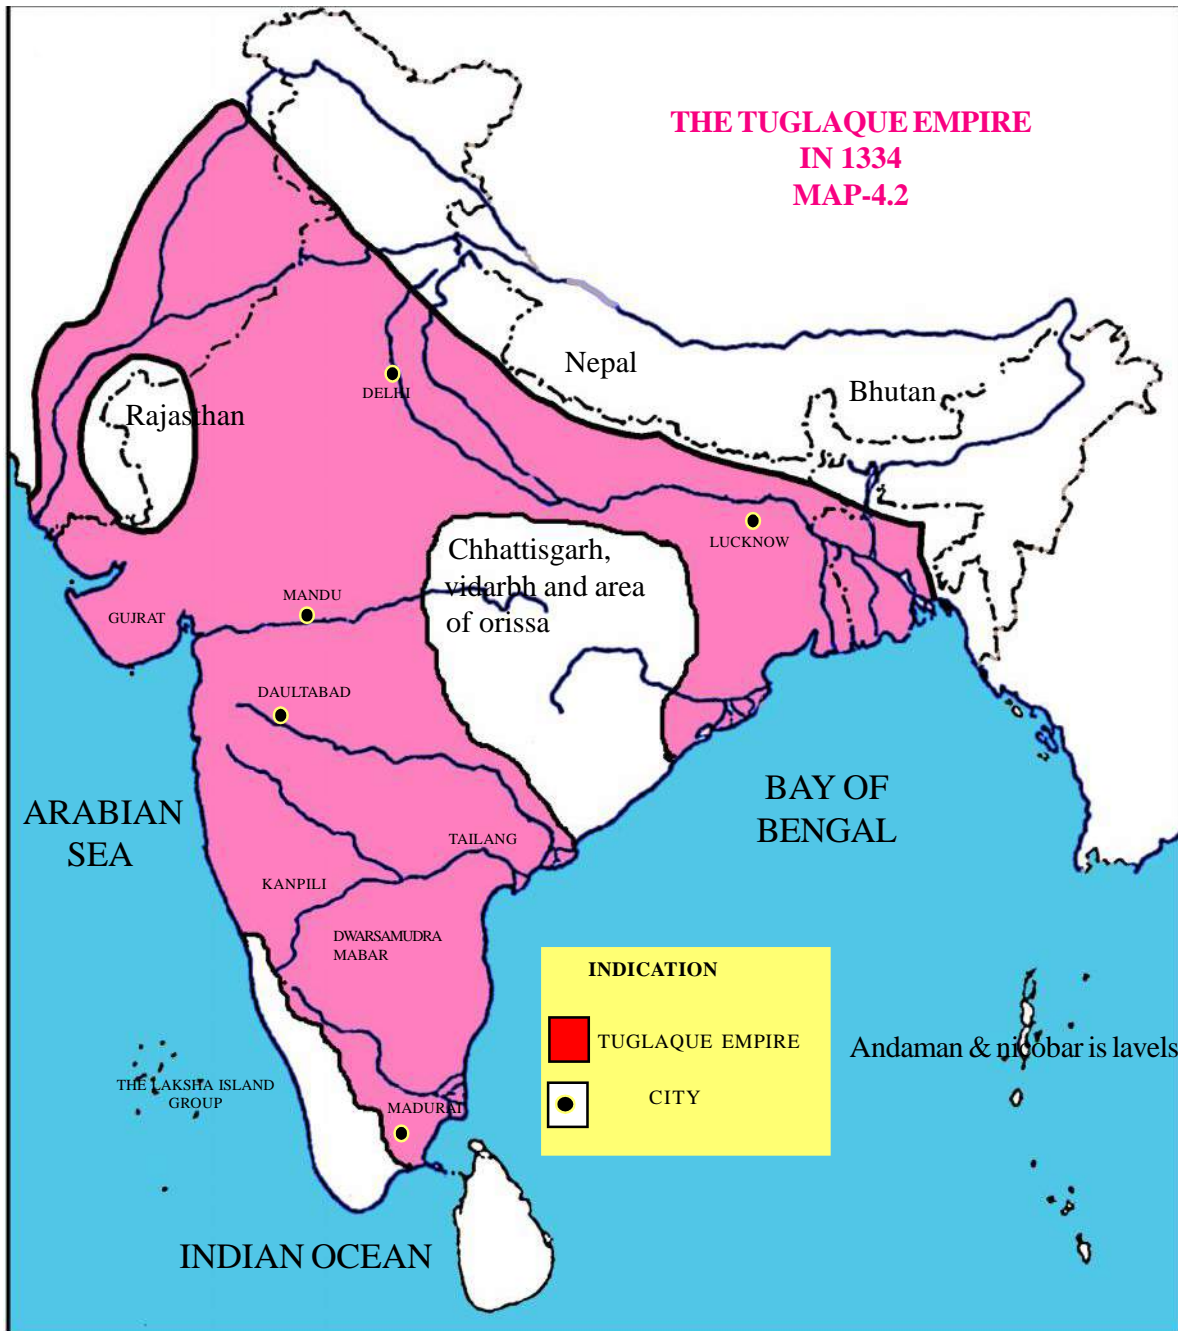 THE TUGLAQUE EMPIRE
IN 1334
MAP-4.2
Nepal
Bhutan
Rajasthan
DELHI
LUCKNOW
Chhattisgarh,
vidarbh and area
of orissa
MANDU
GUJRAT
DAULTABAD
ARABIAN
SEA
BAY OF
BENGAL
TAILANG
KANPILI
DWARSAMUDRA
MABAR
INDICATION
TUGLAQUE EMPIRE
CITY
Andaman & nicobar is lavels
THE LAKSHA ISLAND
GROUP
MADURAI
INDIAN OCEAN